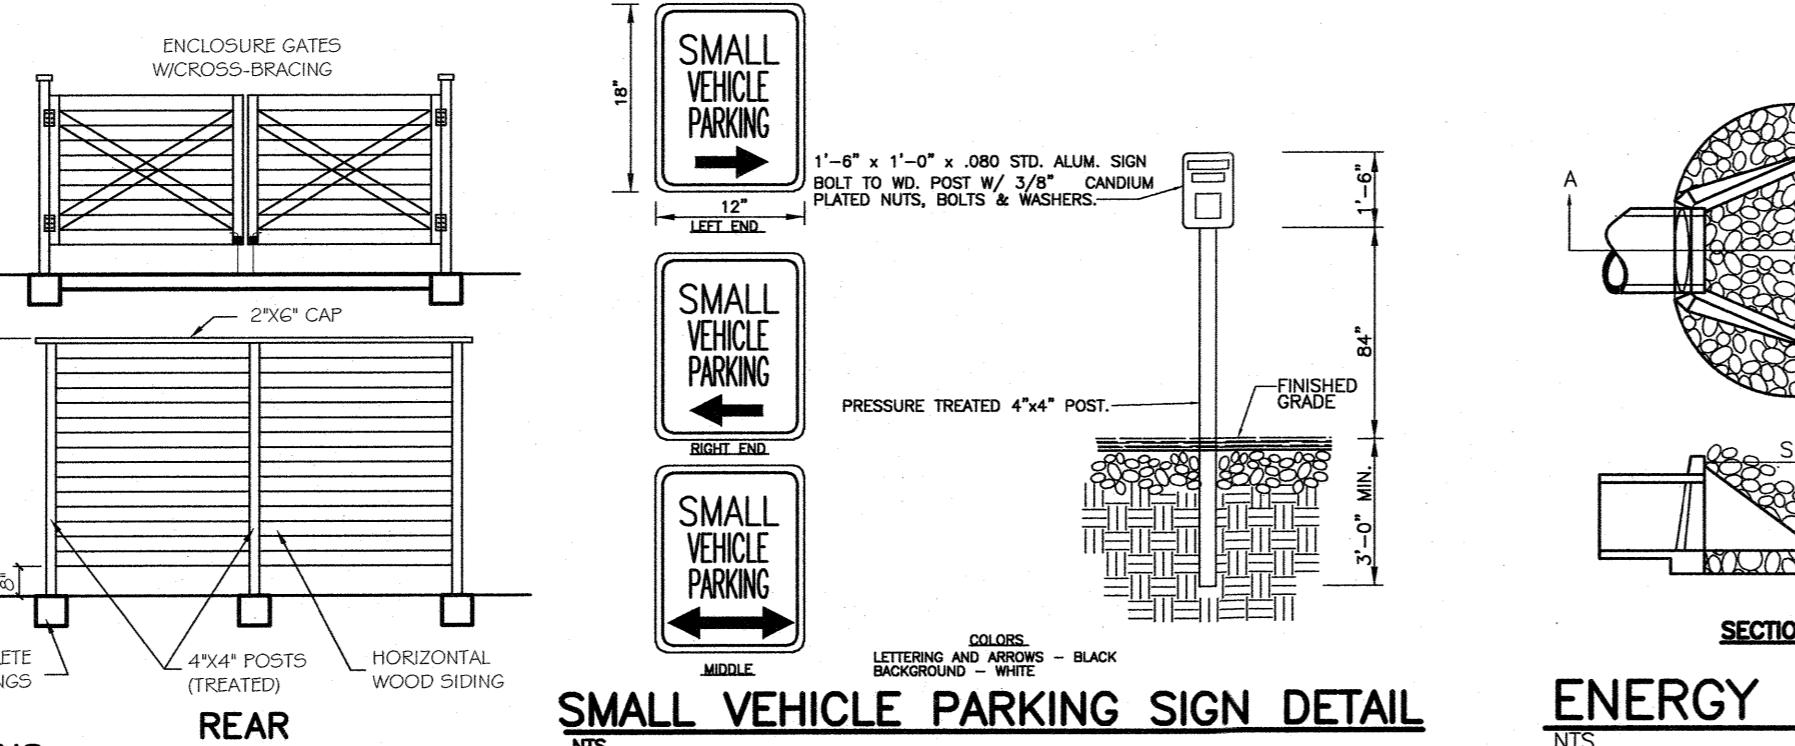 ENCLOSURE GATES
W/CROSS-BRACING
2"X6" CAP
8"
4"X4" POSTS
(TREATED)
HORIZONTAL
WOOD SIDING
REAR
SMALL
VEHICLE
PARKING
18"
12"
LEFT END
SMALL
VEHICLE
PARKING
RIGHT END
SMALL
VEHICLE
PARKING
MIDDLE
1'-6" x 1'-0" x .080 STD. ALUM. SIGN
BOLT TO WD. POST W/ 3/8" CANDIUM
PLATED NUTS, BOLTS & WASHERS.
PRESSURE TREATED 4"x4" POST.
FINISHED
GRADE
1'-6"
84"
3'-0" MIN.
COLORS
LETTERING AND ARROWS - BLACK
BACKGROUND - WHITE
SMALL VEHICLE PARKING SIGN DETAIL
NTS
A
S
ENERGY
NTS